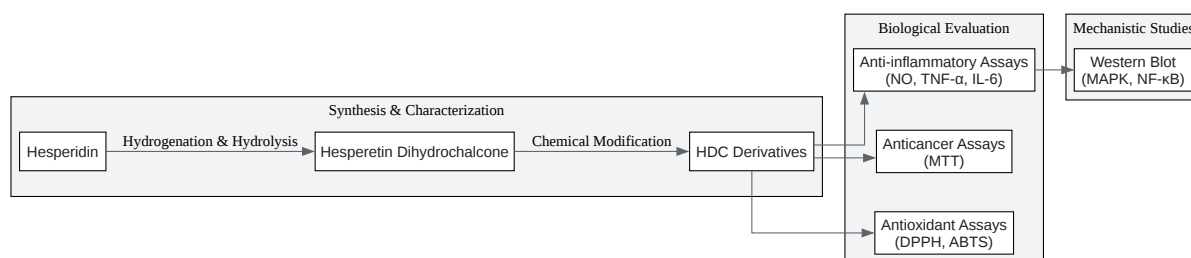 Synthesis & Characterization
Hesperidin
Hydrogenation & Hydrolysis
Hesperetin Dihydrochalcone
Chemical Modification
HDC Derivatives
Biological Evaluation
Anti-inflammatory Assays
(NO, TNF-α, IL-6)
Anticancer Assays
(MTT)
Antioxidant Assays
(DPPH, ABTS)
Mechanistic Studies
Western Blot
(MAPK, NF-κB)